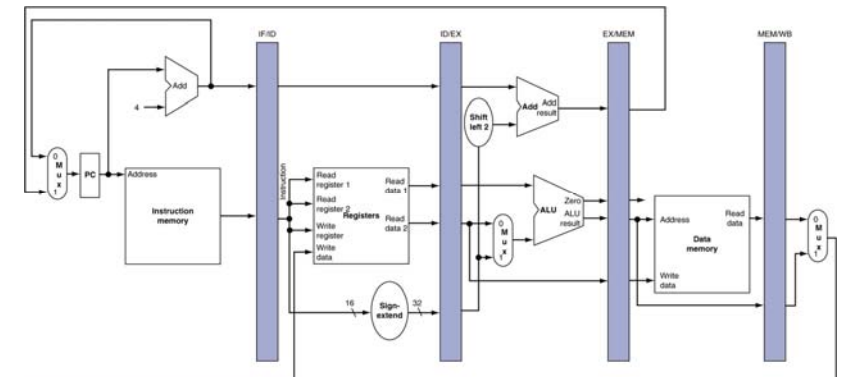 IF/ID
ID/EX
EX/MEM
MEM/WB
Add
4
Add
Add
result
Shift
left 2
0
M
u
x
1
PC
Address
Instruction
memory
Instruction
Read
register 1
Read
register 2
Write
register
Write
data
Registers
Read
data 1
Read
data 2
0
M
u
x
1
ALU
Zero
ALU
result
Address
Read
data
Data
memory
Write
data
0
M
u
x
1
16
Sign-
extend
32